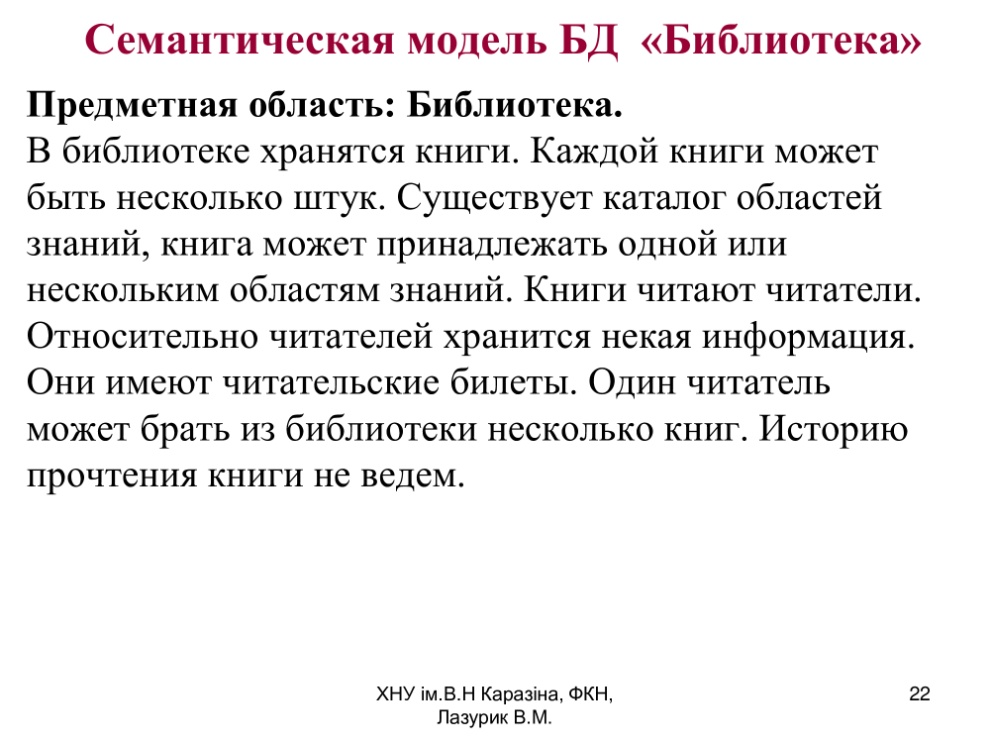 Семантическая модель БД «Библиотека»
Предметная область: Библиотека.
В библиотеке хранятся книги. Каждой книги может
быть несколько штук. Существует каталог областей
знаний, книга может принадлежать одной или
нескольким областям знаний. Книги читают читатели.
Относительно читателей хранится некая информация.
Они имеют читательские билеты. Один читатель
может брать из библиотеки несколько книг. Историю
прочтения книги не ведем.
ХНУ ім.В.Н Каразіна, ФКН,
Лазурик В.М.
22